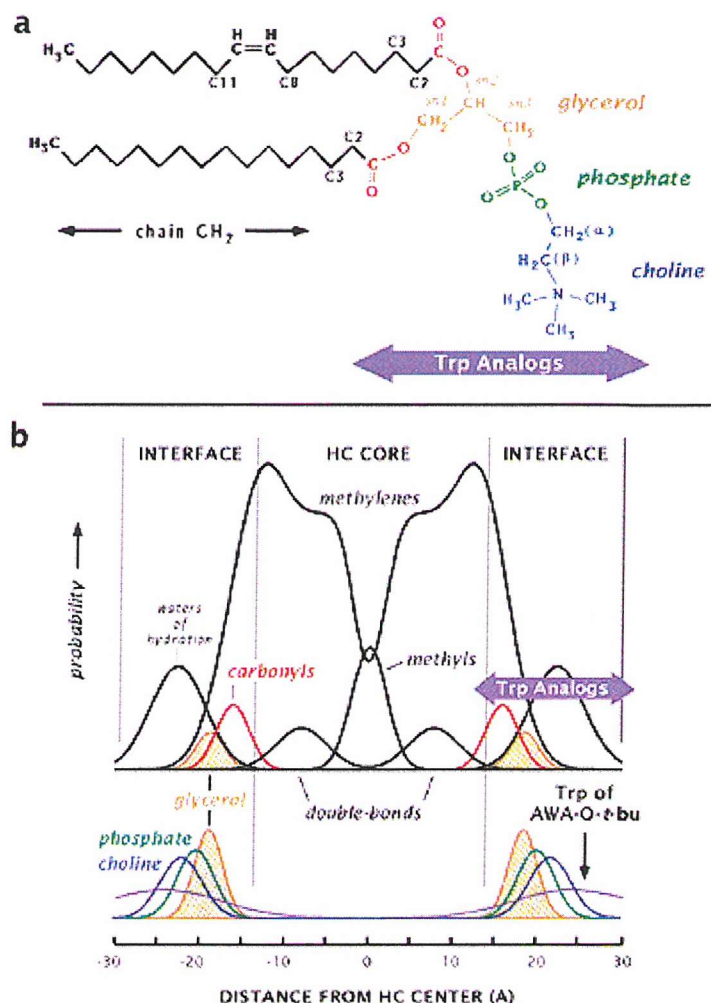 a
H₃C
H H
C=C
C11 C8
C3
C2
O
C
O
sn2
sn1
CH
sn3
glycerol
CH₂
CH₂
H₃C
C2
C3
C
O
O
O
phosphate
O
P
O
O
chain CH₂
CH₂(α)
H₂C(β)
choline
N
H₃C
CH₃
CH₃
Trp Analogs
b
INTERFACE HC CORE INTERFACE
methylenes
probability
waters
of
hydration
carbonyls
methyls
Trp Analogs
glycerol
double-bonds
Trp of
AWA-O-t-bu
phosphate
choline
-30 -20 -10 0 10 20 30
DISTANCE FROM HC CENTER (A)